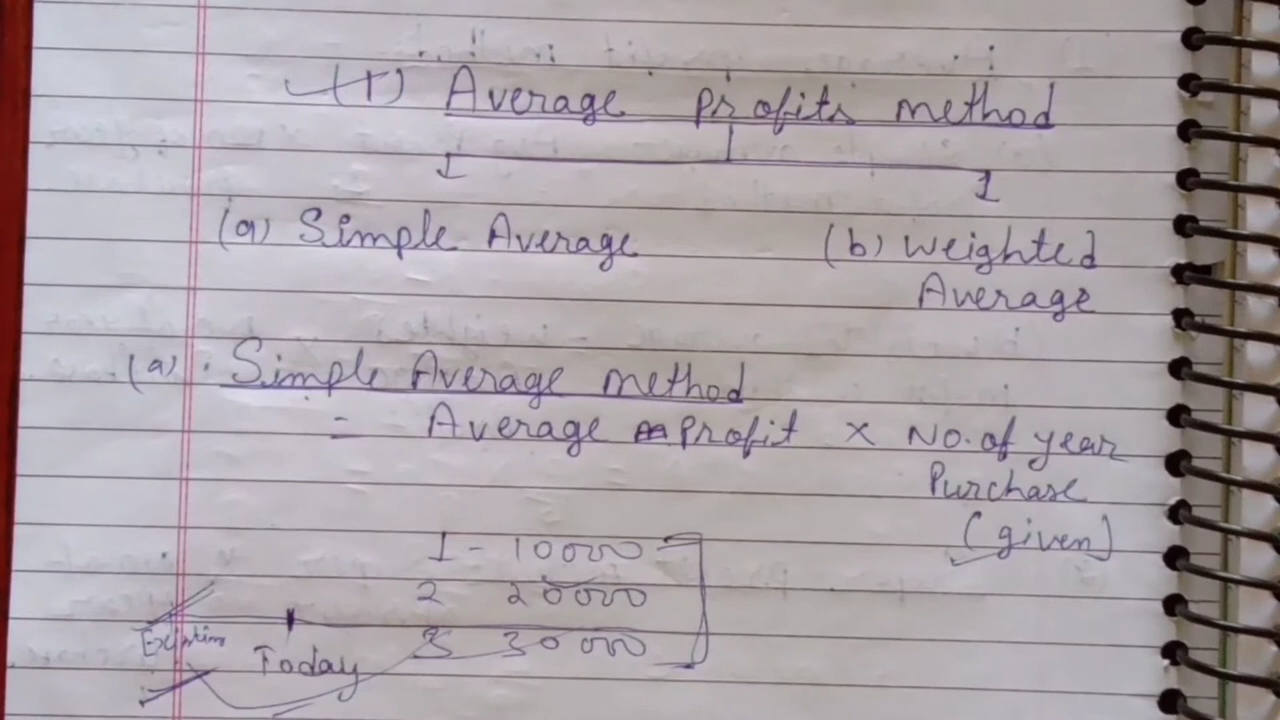 (1) Average Profits method
(a) Simple Average (b) Weighted
Average
(a) Simple Average method
= Average Profit × No. of year
Purchase
(given)
1 - 10000
2 20000
3 30000
Today